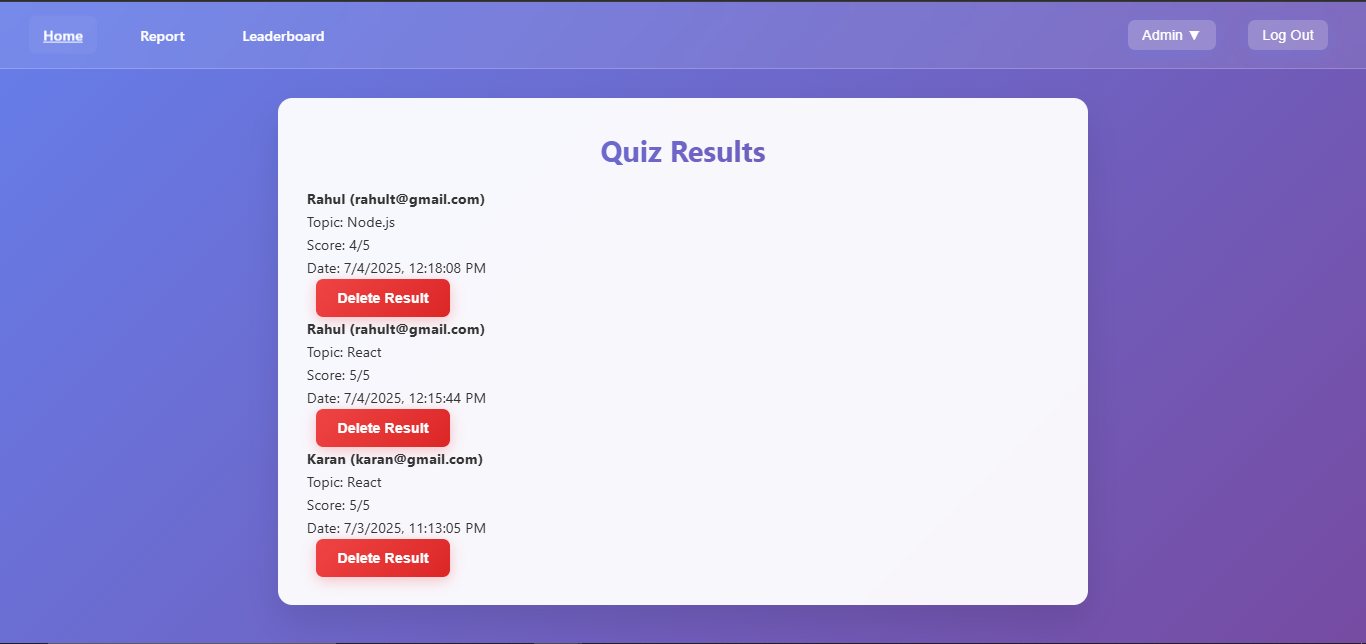 Home Report Leaderboard Admin ▼ Log Out
Quiz Results
Rahul (rahult@gmail.com)
Topic: Node.js
Score: 4/5
Date: 7/4/2025, 12:18:08 PM
Delete Result
Rahul (rahult@gmail.com)
Topic: React
Score: 5/5
Date: 7/4/2025, 12:15:44 PM
Delete Result
Karan (karan@gmail.com)
Topic: React
Score: 5/5
Date: 7/3/2025, 11:13:05 PM
Delete Result